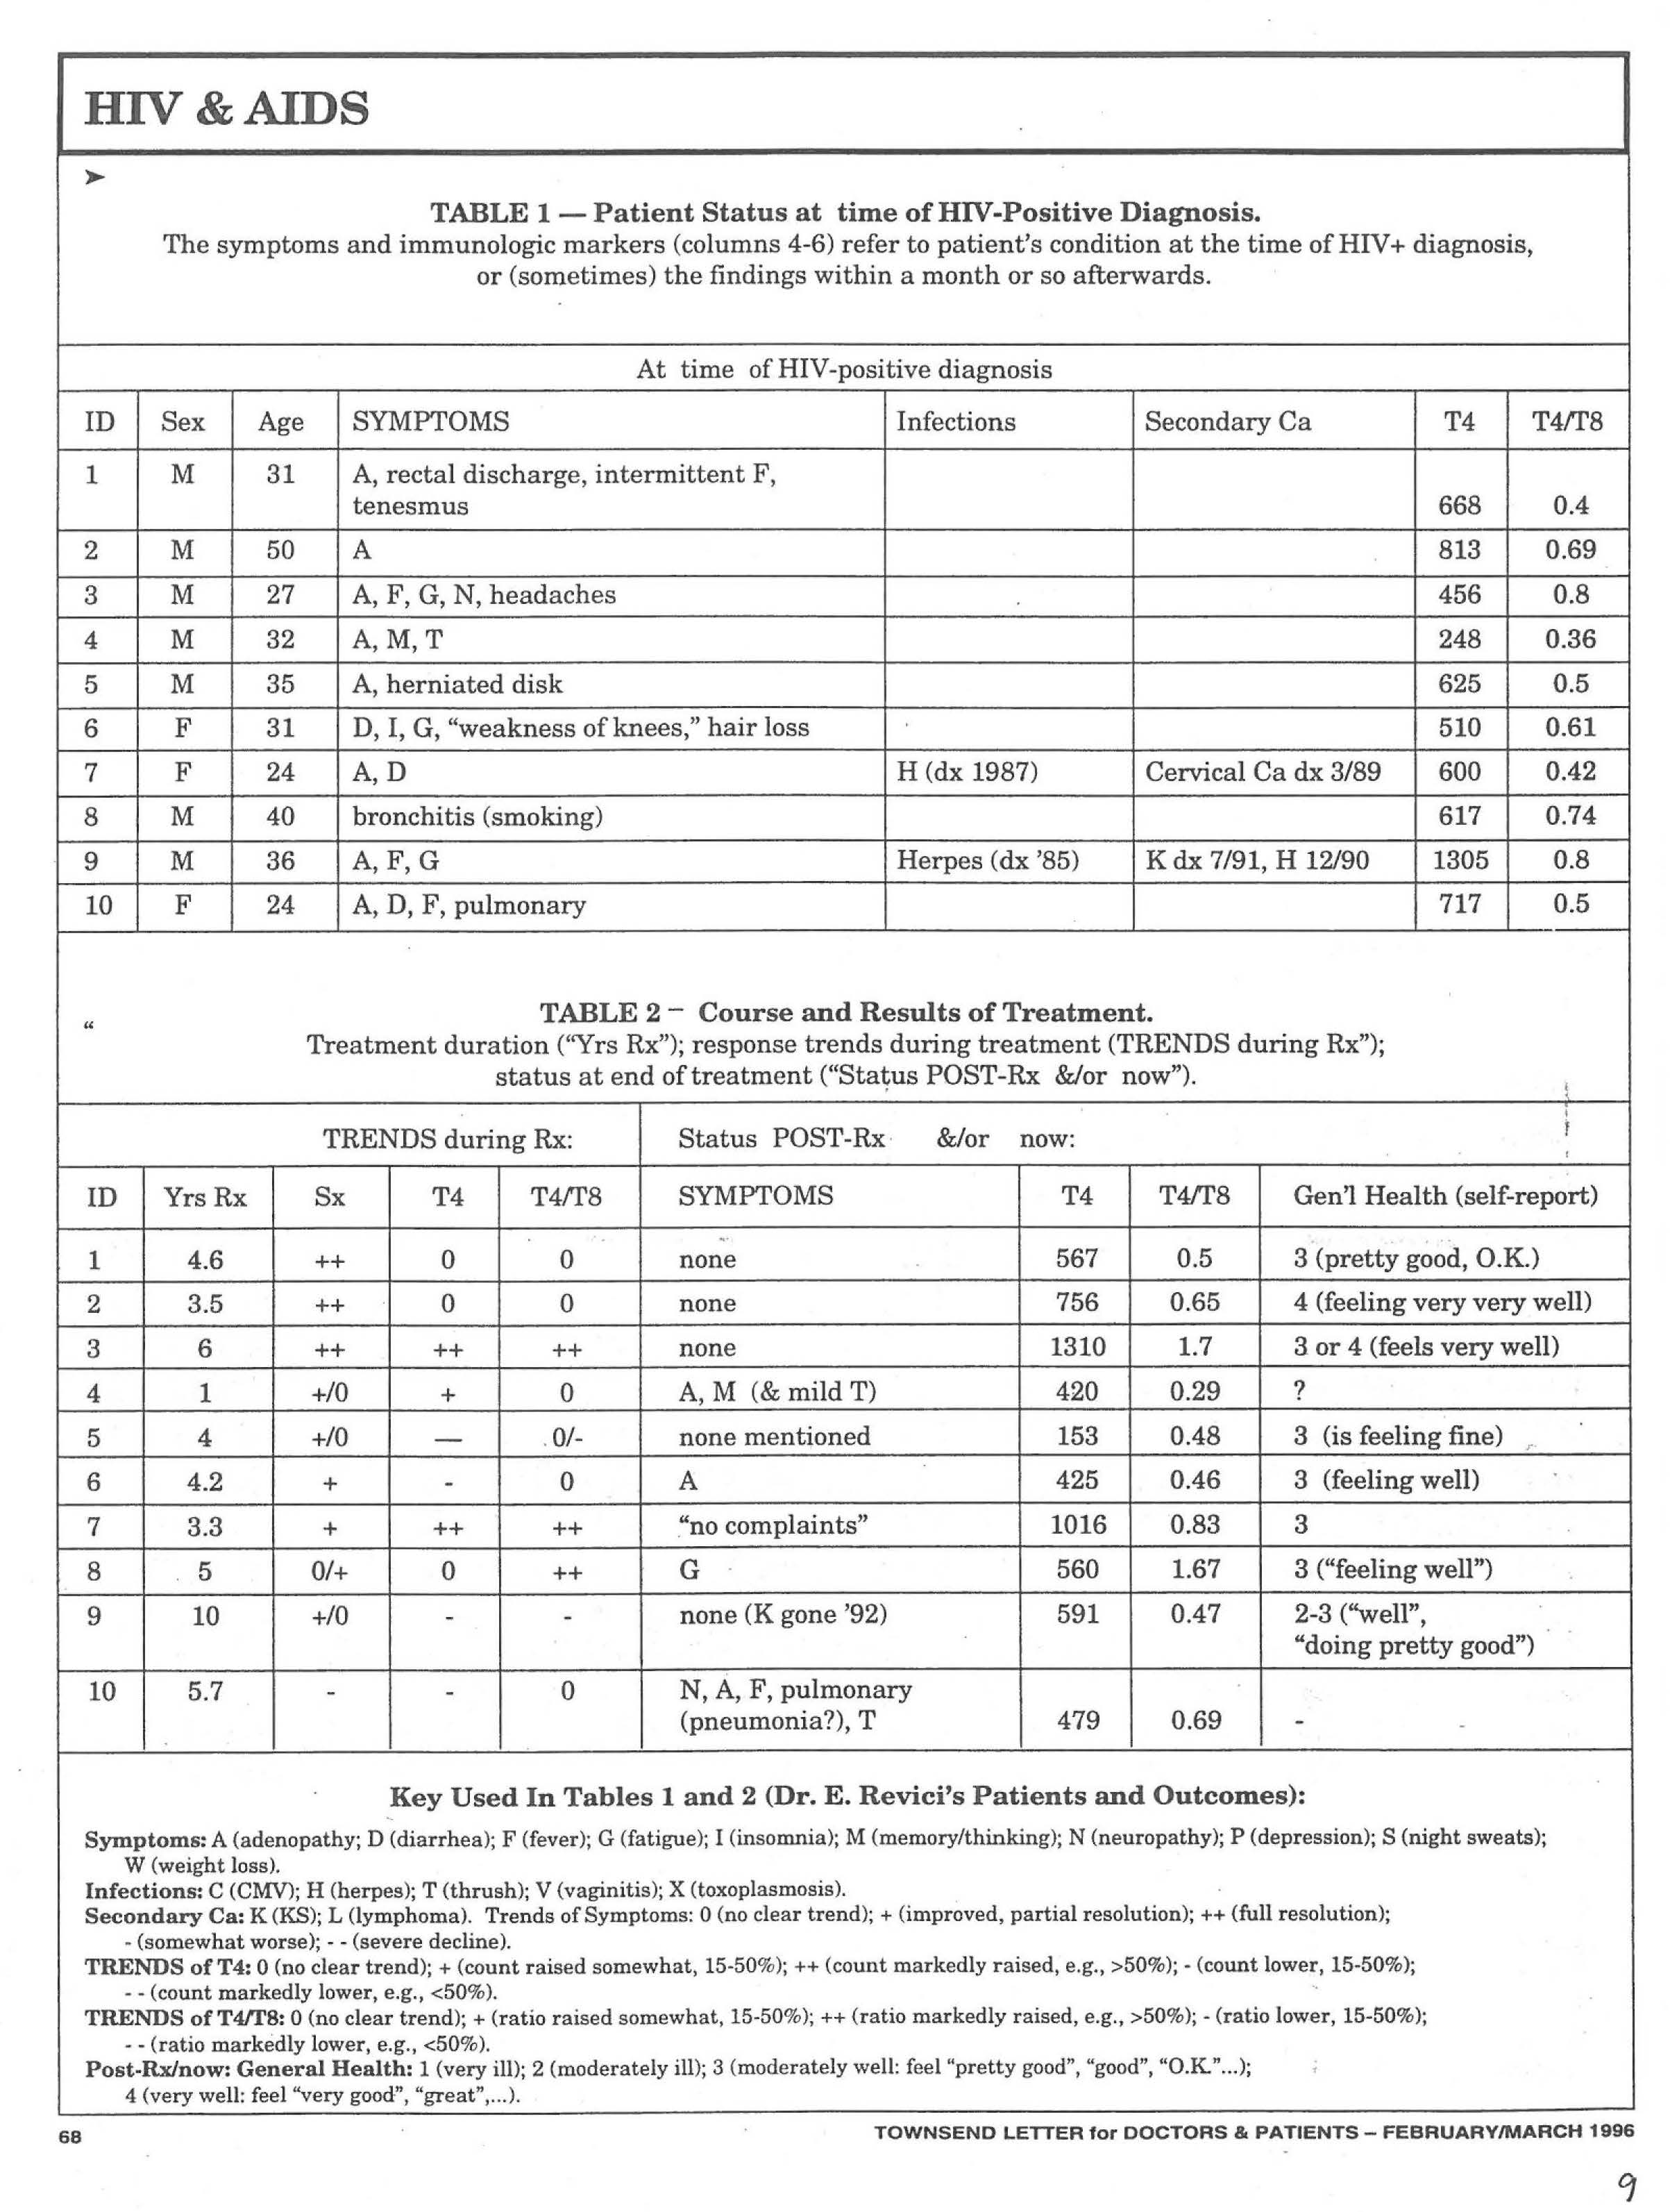 HIV & AIDS
➤
TABLE 1 — Patient Status at time of HIV-Positive Diagnosis.
The symptoms and immunologic markers (columns 4-6) refer to patient's condition at the time of HIV+ diagnosis,
or (sometimes) the findings within a month or so afterwards.
At time of HIV-positive diagnosis
ID Sex Age SYMPTOMS Infections Secondary Ca T4 T4/T8
1 M 31 A, rectal discharge, intermittent F,
tenesmus 668 0.4
2 M 50 A 813 0.69
3 M 27 A, F, G, N, headaches 456 0.8
4 M 32 A, M, T 248 0.36
5 M 35 A, herniated disk 625 0.5
6 F 31 D, I, G, “weakness of knees,” hair loss 510 0.61
7 F 24 A, D H (dx 1987) Cervical Ca dx 3/89 600 0.42
8 M 40 bronchitis (smoking) 617 0.74
9 M 36 A, F, G Herpes (dx ’85) K dx 7/91, H 12/90 1305 0.8
10 F 24 A, D, F, pulmonary 717 0.5
“
TABLE 2 – Course and Results of Treatment.
Treatment duration (“Yrs Rx”); response trends during treatment (TRENDS during Rx”);
status at end of treatment (“Status POST-Rx &/or now”).
TRENDS during Rx: Status POST-Rx &/or now:
ID Yrs Rx Sx T4 T4/T8 SYMPTOMS T4 T4/T8 Gen'l Health (self-report)
1 4.6 ++ 0 0 none 567 0.5 3 (pretty good, O.K.)
2 3.5 ++ 0 0 none 756 0.65 4 (feeling very very well)
3 6 ++ ++ ++ none 1310 1.7 3 or 4 (feels very well)
4 1 +/0 + 0 A, M (& mild T) 420 0.29 ?
5 4 +/0 — 0/- none mentioned 153 0.48 3 (is feeling fine)
6 4.2 + - 0 A 425 0.46 3 (feeling well)
7 3.3 + ++ ++ “no complaints” 1016 0.83 3
8 5 0/+ 0 ++ G 560 1.67 3 (“feeling well”)
9 10 +/0 - - none (K gone ’92) 591 0.47 2-3 (“well”,
“doing pretty good”)
10 5.7 - - 0 N, A, F, pulmonary
(pneumonia?), T 479 0.69 -
Key Used In Tables 1 and 2 (Dr. E. Revici's Patients and Outcomes):
Symptoms: A (adenopathy; D (diarrhea); F (fever); G (fatigue); I (insomnia); M (memory/thinking); N (neuropathy); P (depression); S (night sweats);
W (weight loss).
Infections: C (CMV); H (herpes); T (thrush); V (vaginitis); X (toxoplasmosis).
Secondary Ca: K (KS); L (lymphoma). Trends of Symptoms: 0 (no clear trend); + (improved, partial resolution); ++ (full resolution);
- (somewhat worse); - - (severe decline).
TRENDS of T4: 0 (no clear trend); + (count raised somewhat, 15-50%); ++ (count markedly raised, e.g., >50%); - (count lower, 15-50%);
- - (count markedly lower, e.g., <50%).
TRENDS of T4/T8: 0 (no clear trend); + (ratio raised somewhat, 15-50%); ++ (ratio markedly raised, e.g., >50%); - (ratio lower, 15-50%);
- - (ratio markedly lower, e.g., <50%).
Post-Rx/now: General Health: 1 (very ill); 2 (moderately ill); 3 (moderately well: feel “pretty good”, “good”, “O.K.”...);
4 (very well: feel “very good”, “great”,...).
68 TOWNSEND LETTER for DOCTORS & PATIENTS – FEBRUARY/MARCH 1996
9